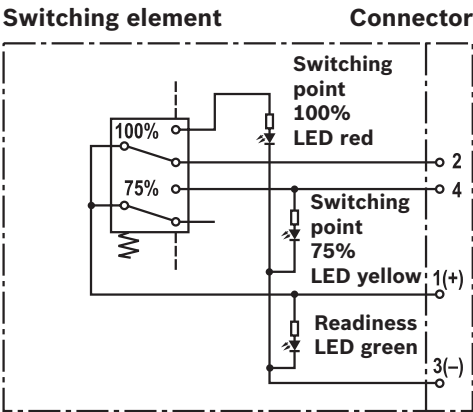 Switching element
Connector
Switching
point
100%
LED red
100%
2
75%
4
Switching
point
75%
LED yellow
1(+)
Readiness
LED green
3(–)